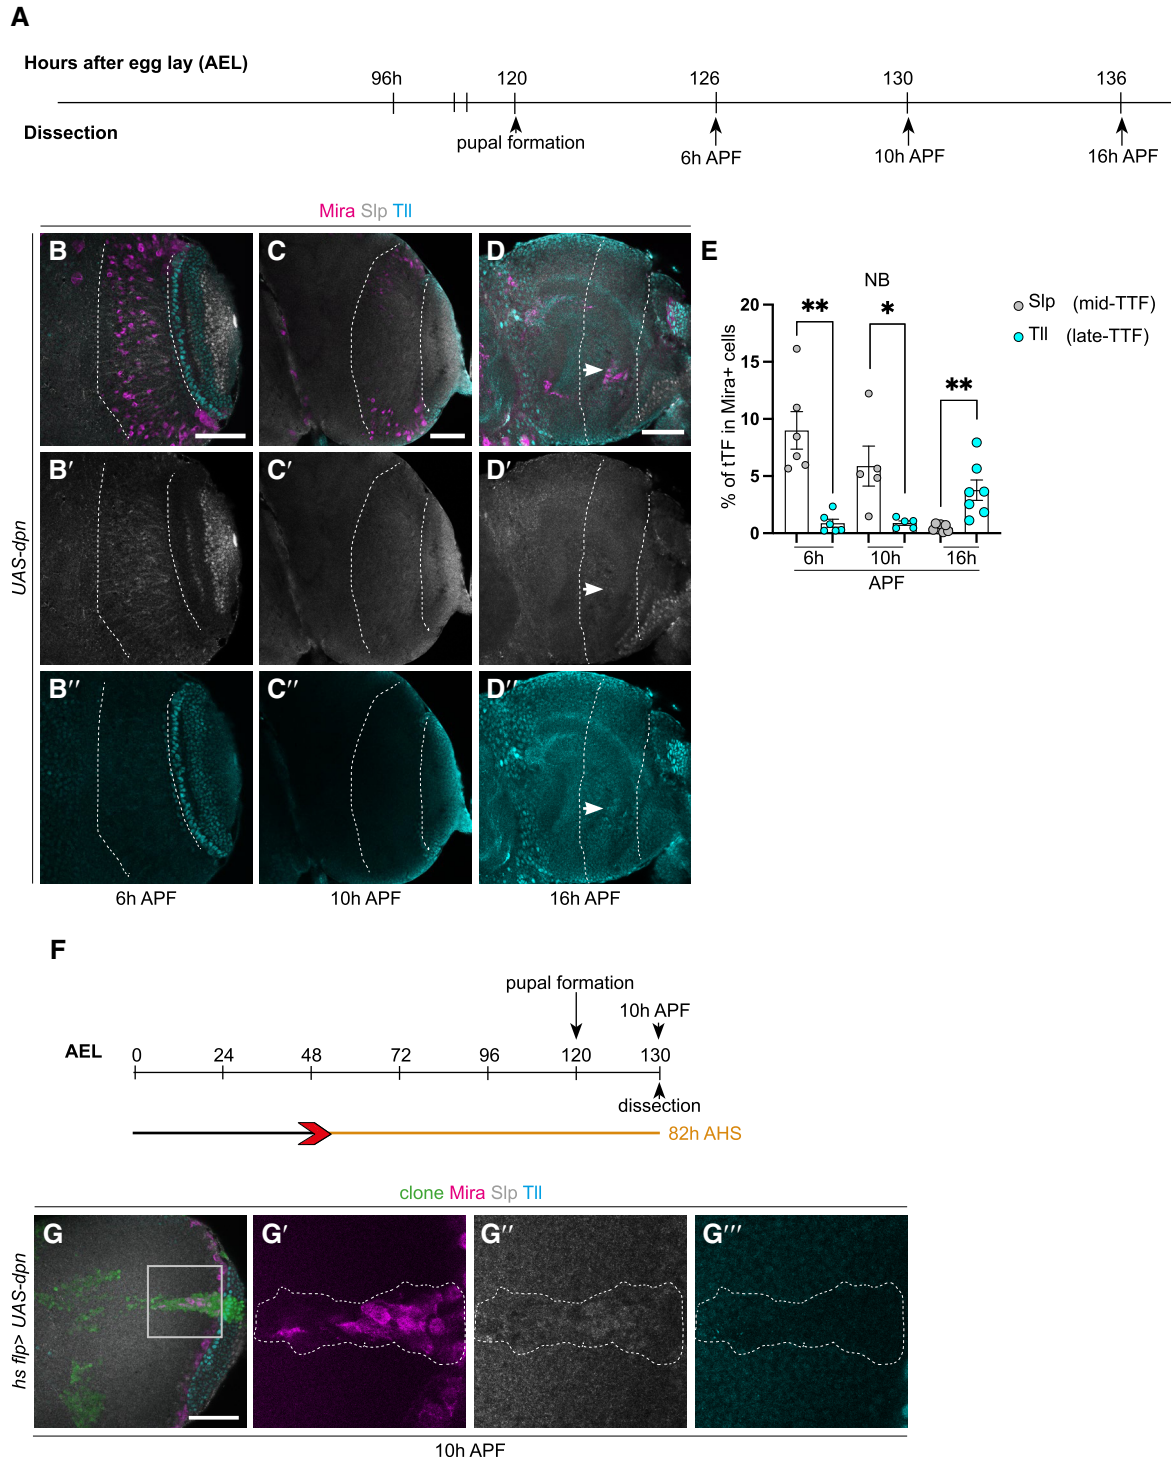 A
Hours after egg lay (AEL)
96h 120 126 130 136
Dissection
pupal formation
6h APF 10h APF 16h APF
Mira Slp Tll
B C D
B′ C′ D′
B″ C″ D″
UAS-dpn
6h APF 10h APF 16h APF
E
NB
Slp (mid-TTF)
Tll (late-TTF)
% of tTF in Mira+ cells
20
15
10
5
0
** * **
6h 10h 16h
APF
F
pupal formation
10h APF
AEL
0 24 48 72 96 120 130
dissection
82h AHS
clone Mira Slp Tll
G G′ G″ G‴
hs flp> UAS-dpn
10h APF